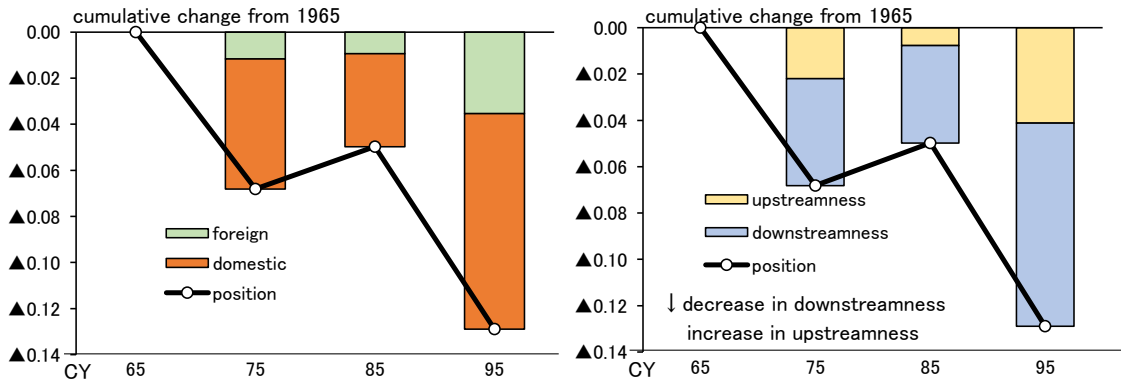 cumulative change from 1965
0.00
▲0.02
▲0.04
▲0.06
▲0.08
▲0.10
▲0.12
▲0.14
foreign
domestic
position
CY 65 75 85 95
cumulative change from 1965
0.00
▲0.02
▲0.04
▲0.06
▲0.08
▲0.10
▲0.12
▲0.14
upstreamness
downstreamness
position
↓ decrease in downstreamness
increase in upstreamness
CY 65 75 85 95